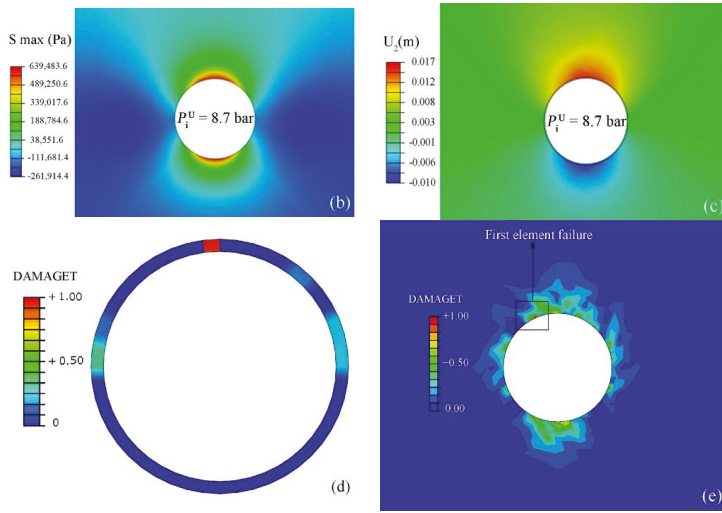 S max (Pa)
639,483.6
489,250.6
339,017.6
188,784.6
38,551.6
-111,681.4
-261,914.4
P_i^U = 8.7 bar
(b)
U₂(m)
0.017
0.013
0.008
0.003
-0.001
-0.006
-0.010
P_i^U = 8.7 bar
(c)
DAMAGET
+ 1.00
+ 0.50
0
(d)
First element failure
DAMAGET
+1.00
−0.50
0.00
(e)